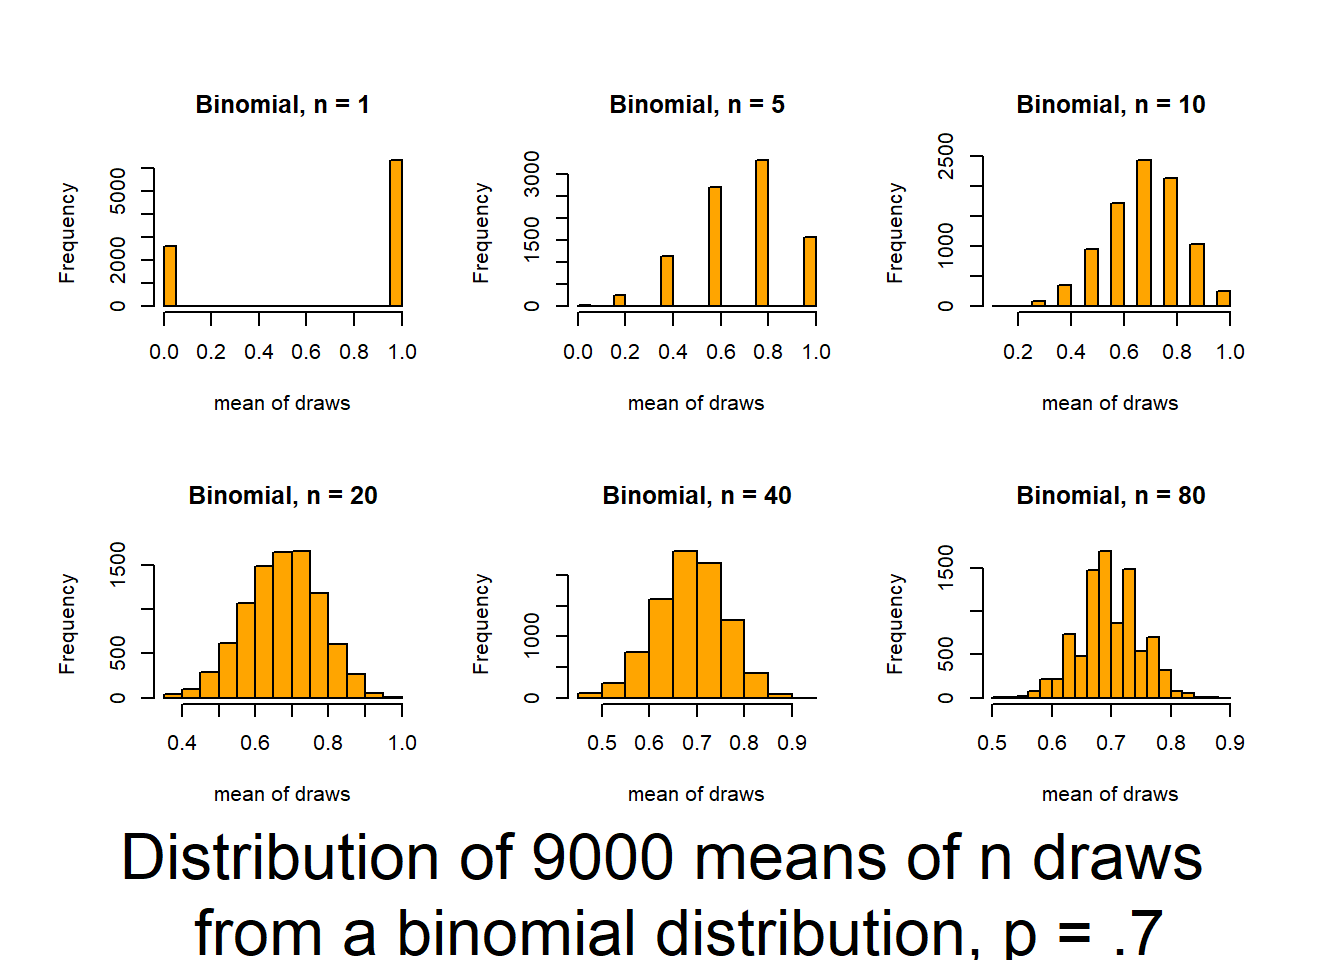 Binomial, n = 1
Frequency
0 2000 5000
0.0 0.2 0.4 0.6 0.8 1.0
mean of draws
Binomial, n = 5
Frequency
0 1500 3000
0.0 0.2 0.4 0.6 0.8 1.0
mean of draws
Binomial, n = 10
Frequency
0 1000 2500
0.2 0.4 0.6 0.8 1.0
mean of draws
Binomial, n = 20
Frequency
0 500 1500
0.4 0.6 0.8 1.0
mean of draws
Binomial, n = 40
Frequency
0 1000
0.5 0.6 0.7 0.8 0.9
mean of draws
Binomial, n = 80
Frequency
0 500 1500
0.5 0.6 0.7 0.8 0.9
mean of draws
Distribution of 9000 means of n draws
from a binomial distribution, p = .7